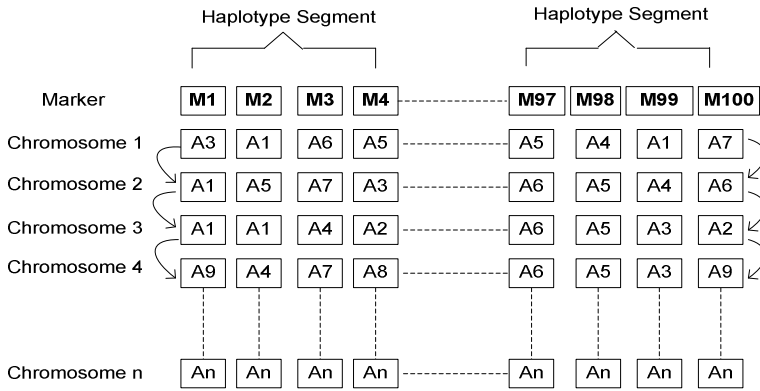 Haplotype Segment Haplotype Segment
Marker M1 M2 M3 M4 M97 M98 M99 M100
Chromosome 1 A3 A1 A6 A5 A5 A4 A1 A7
Chromosome 2 A1 A5 A7 A3 A6 A5 A4 A6
Chromosome 3 A1 A1 A4 A2 A6 A5 A3 A2
Chromosome 4 A9 A4 A7 A8 A6 A5 A3 A9
Chromosome n An An An An An An An An